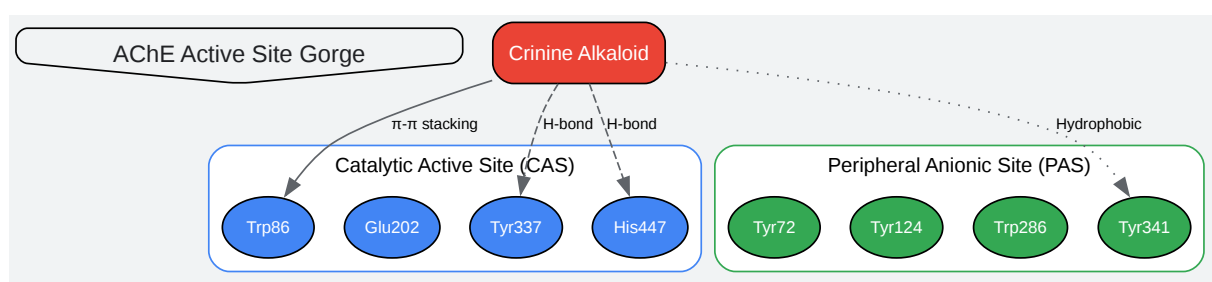 AChE Active Site Gorge
Crinine Alkaloid
π-π stacking
H-bond
H-bond
Hydrophobic
Catalytic Active Site (CAS)
Peripheral Anionic Site (PAS)
Trp86
Glu202
Tyr337
His447
Tyr72
Tyr124
Trp286
Tyr341